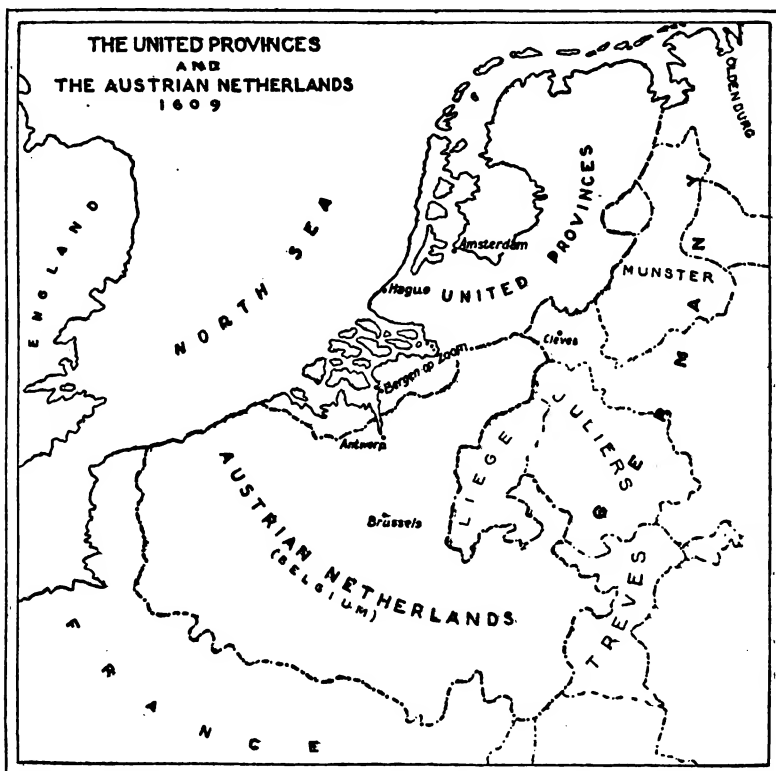 THE UNITED PROVINCES
AND
THE AUSTRIAN NETHERLANDS
1609
OLDENBURG
ENGLAND
NORTH SEA
UNITED PROVINCES
Amsterdam
Hague
MUNSTER
GERMANY
Cleves
Bergen op Zoom
Antwerp
LIEGE
JULIERS
Brüssels
AUSTRIAN NETHERLANDS
(BELGIUM)
TREVES
FRANCE